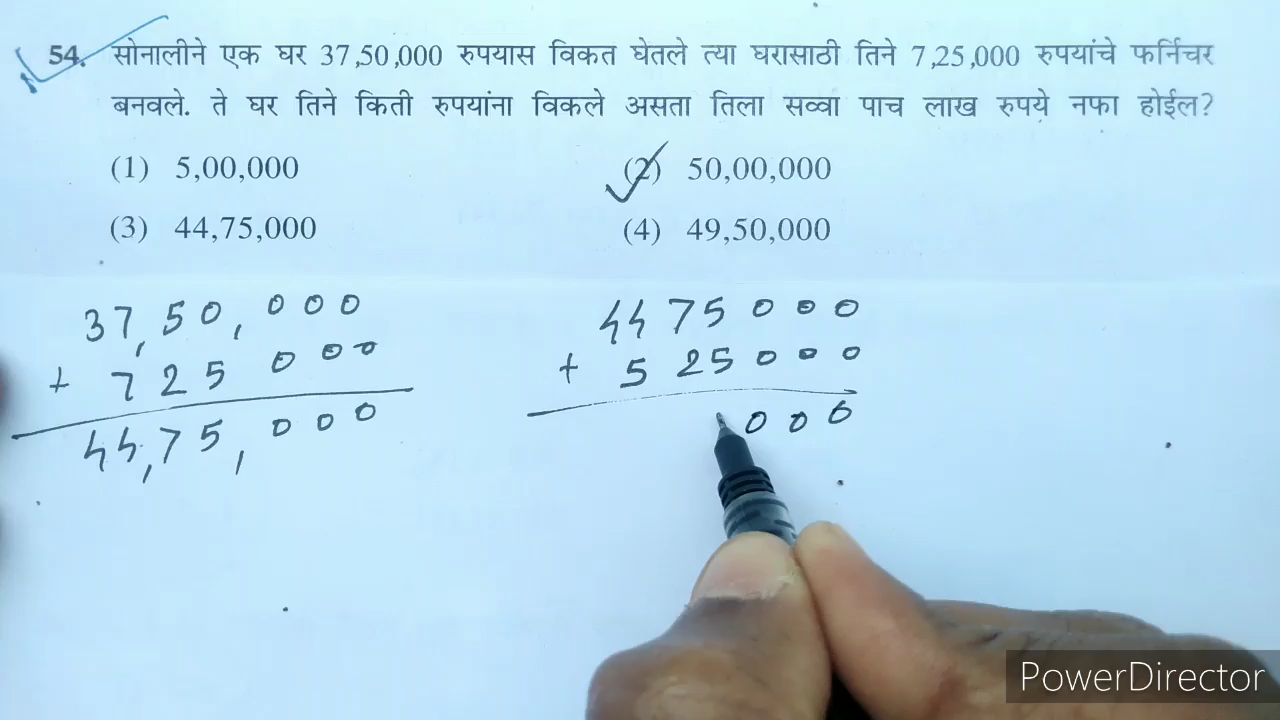 54. सोनालीने एक घर 37,50,000 रुपयास विकत घेतले त्या घरासाठी तिने 7,25,000 रुपयांचे फर्निचर
बनवले. ते घर तिने किती रुपयांना विकले असता तिला सव्वा पाच लाख रुपये नफा होईल?
(1) 5,00,000 (2) 50,00,000
(3) 44,75,000 (4) 49,50,000
37,50,000
+ 725000
44,75,000
4475000
+ 525000
000
PowerDirector